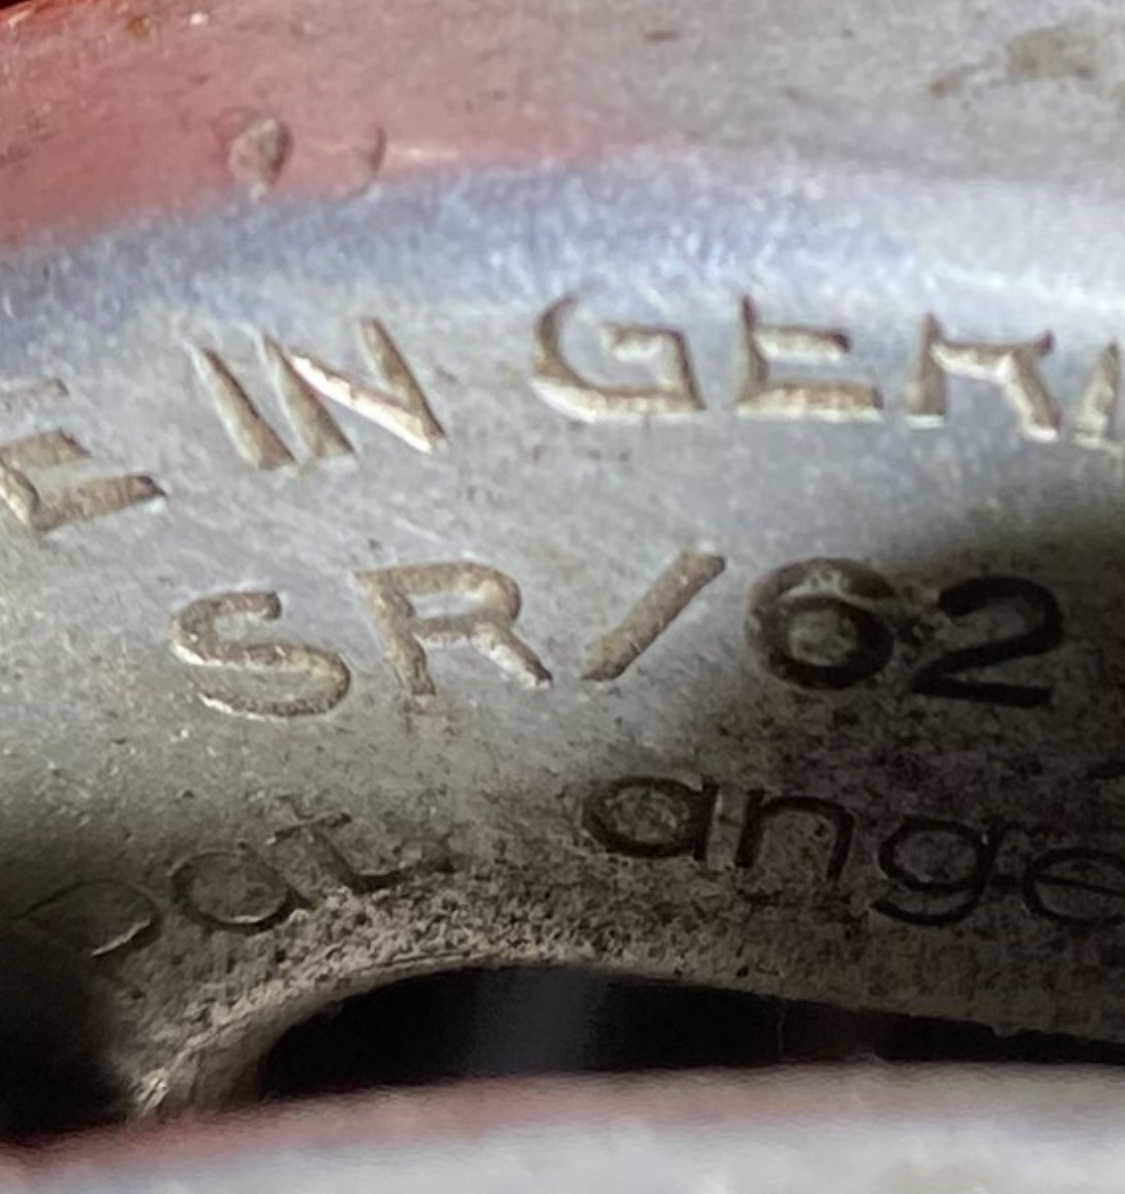 E IN GERM
SR/62
pat. ange